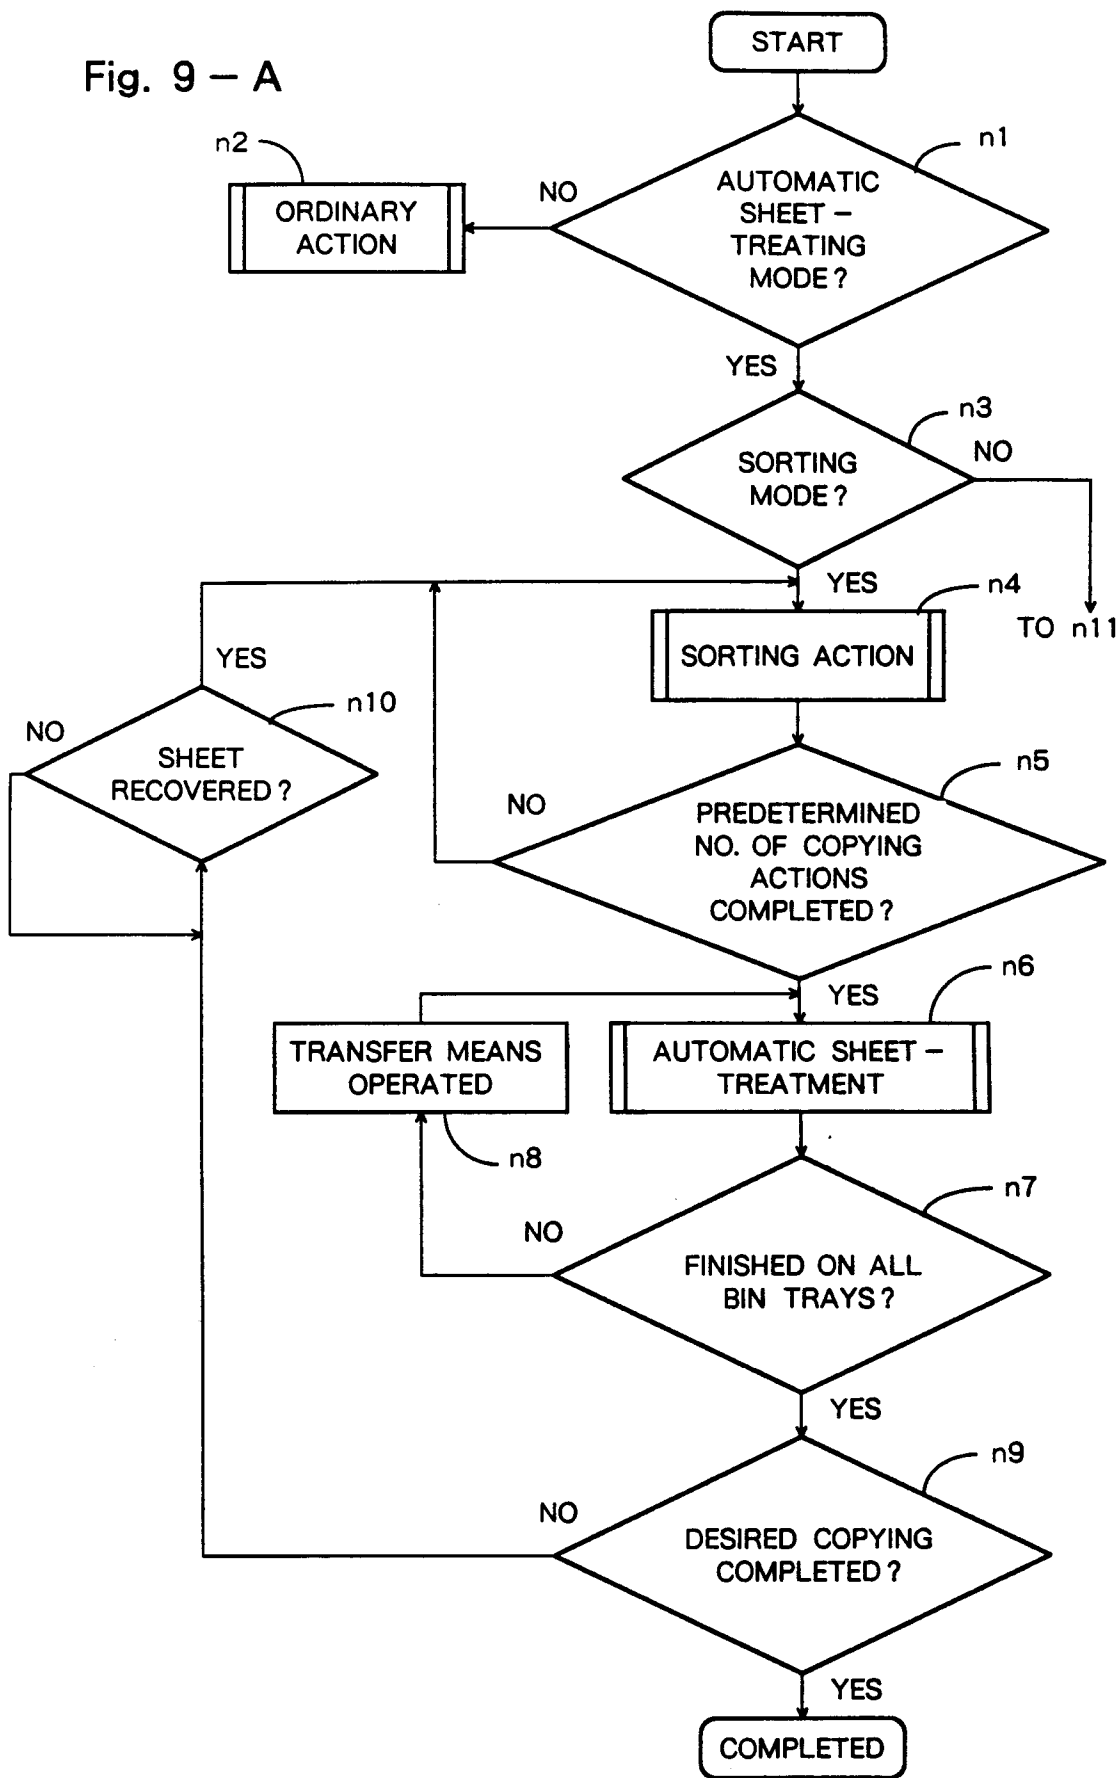 START
Fig. 9 – A
n1
n2
NO
AUTOMATIC
SHEET –
TREATING
MODE?
ORDINARY
ACTION
YES
n3
NO
SORTING
MODE?
YES
n4
TO n11
SORTING ACTION
YES
n10
NO
SHEET
RECOVERED?
n5
NO
PREDETERMINED
NO. OF COPYING
ACTIONS
COMPLETED?
n6
YES
TRANSFER MEANS
OPERATED
AUTOMATIC SHEET –
TREATMENT
n8
n7
NO
FINISHED ON ALL
BIN TRAYS?
YES
n9
NO
DESIRED COPYING
COMPLETED?
YES
COMPLETED